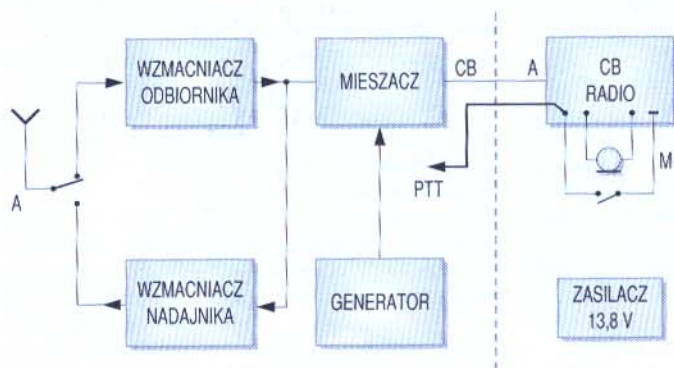 WZMACNIACZ
ODBIORNIKA
MIESZACZ
CB
A
CB
RADIO
A
PTT
M
WZMACNIACZ
NADAJNIKA
GENERATOR
ZASILACZ
13,8 V